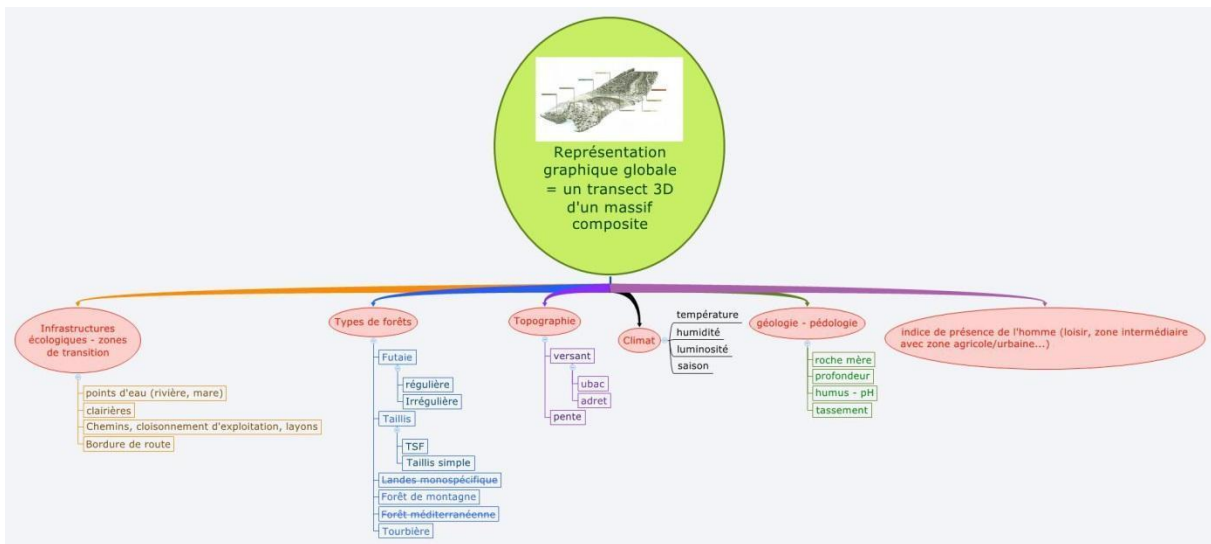 Représentation
graphique globale
= un transect 3D
d'un massif
composite
Infrastructures
écologiques - zones
de transition
points d'eau (rivière, mare)
clairières
Chemins, cloisonnement d'exploitation, layons
Bordure de route
Types de forêts
Futaie
régulière
Irrégulière
Taillis
TSF
Taillis simple
Landes monospécifique
Forêt de montagne
Forêt méditerranéenne
Tourbière
Topographie
versant
ubac
adret
pente
Climat
température
humidité
luminosité
saison
géologie - pédologie
roche mère
profondeur
humus - pH
tassement
indice de présence de l'homme (loisir, zone intermédiaire
avec zone agricole/urbaine...)